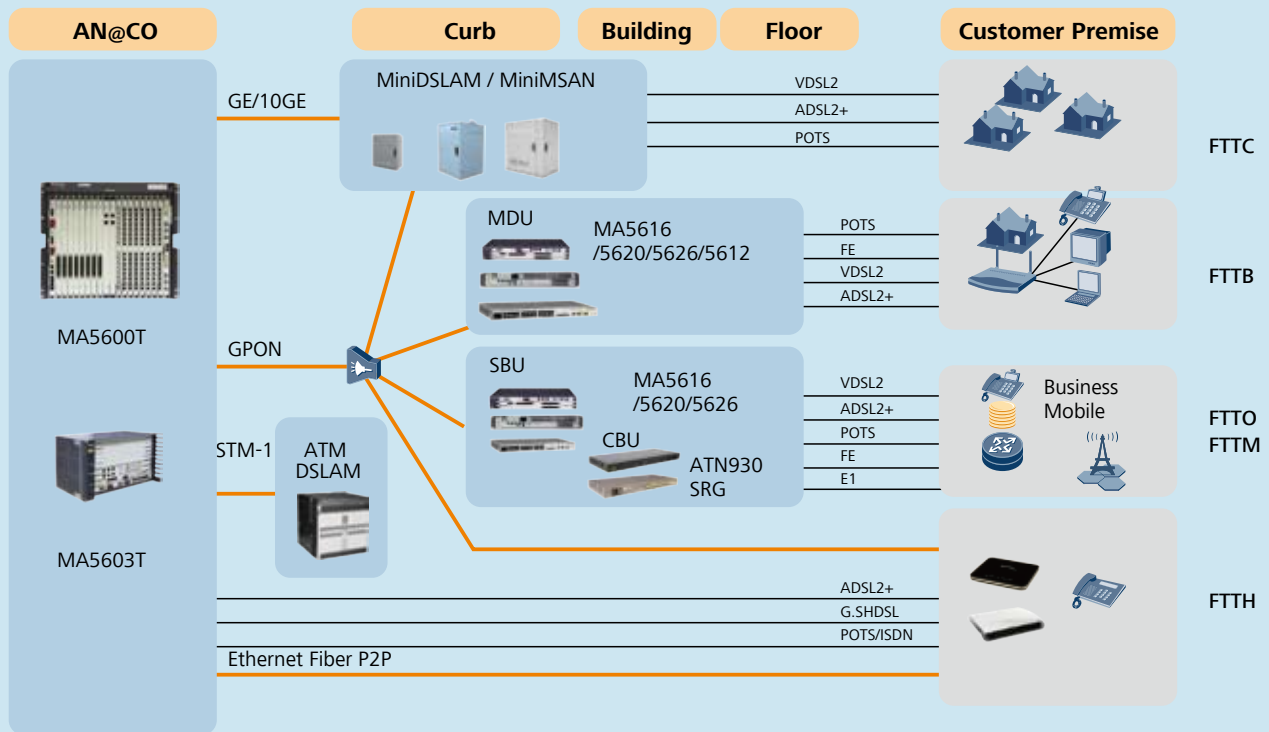 AN@CO
Curb
Building
Floor
Customer Premise
MiniDSLAM / MiniMSAN
GE/10GE
VDSL2
ADSL2+
POTS
FTTC
MDU
MA5616
/5620/5626/5612
POTS
FE
VDSL2
ADSL2+
FTTB
MA5600T
GPON
SBU
MA5616
/5620/5626
CBU
ATN930
SRG
VDSL2
ADSL2+
POTS
FE
E1
Business
Mobile
FTTO
FTTM
STM-1
ATM
DSLAM
MA5603T
ADSL2+
G.SHDSL
POTS/ISDN
Ethernet Fiber P2P
FTTH